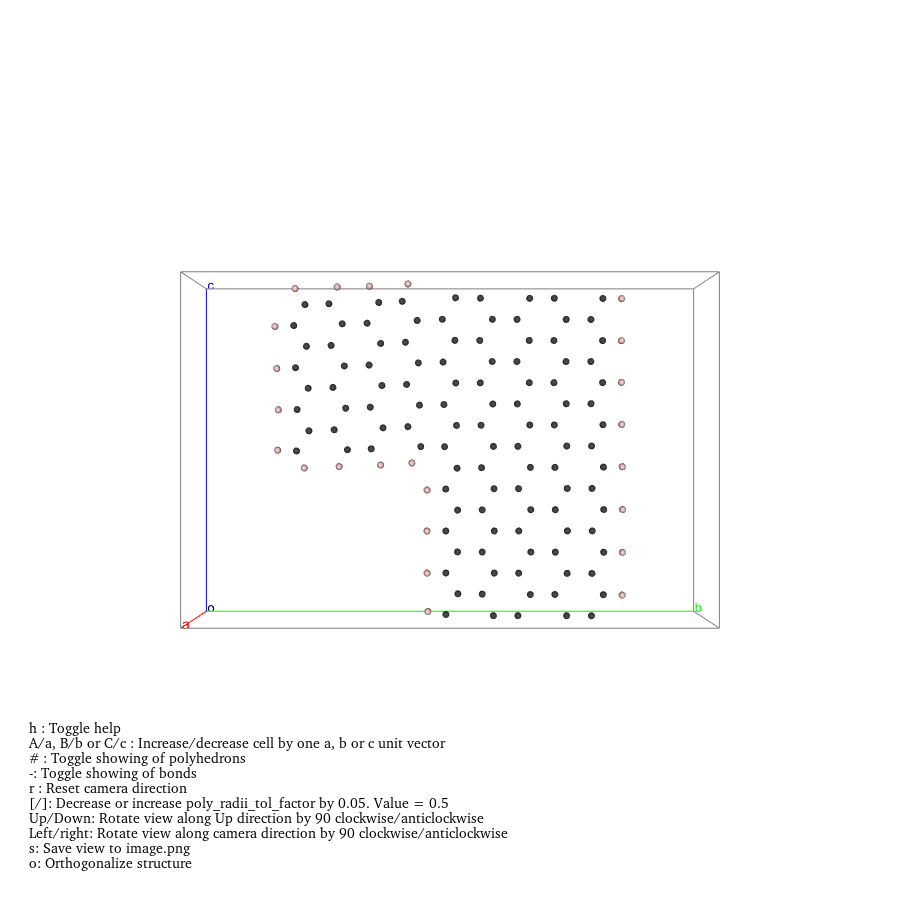 c
o
b
a
h : Toggle help
A/a, B/b or C/c : Increase/decrease cell by one a, b or c unit vector
# : Toggle showing of polyhedrons
-: Toggle showing of bonds
r : Reset camera direction
[/]: Decrease or increase poly_radii_tol_factor by 0.05. Value = 0.5
Up/Down: Rotate view along Up direction by 90 clockwise/anticlockwise
Left/right: Rotate view along camera direction by 90 clockwise/anticlockwise
s: Save view to image.png
o: Orthogonalize structure